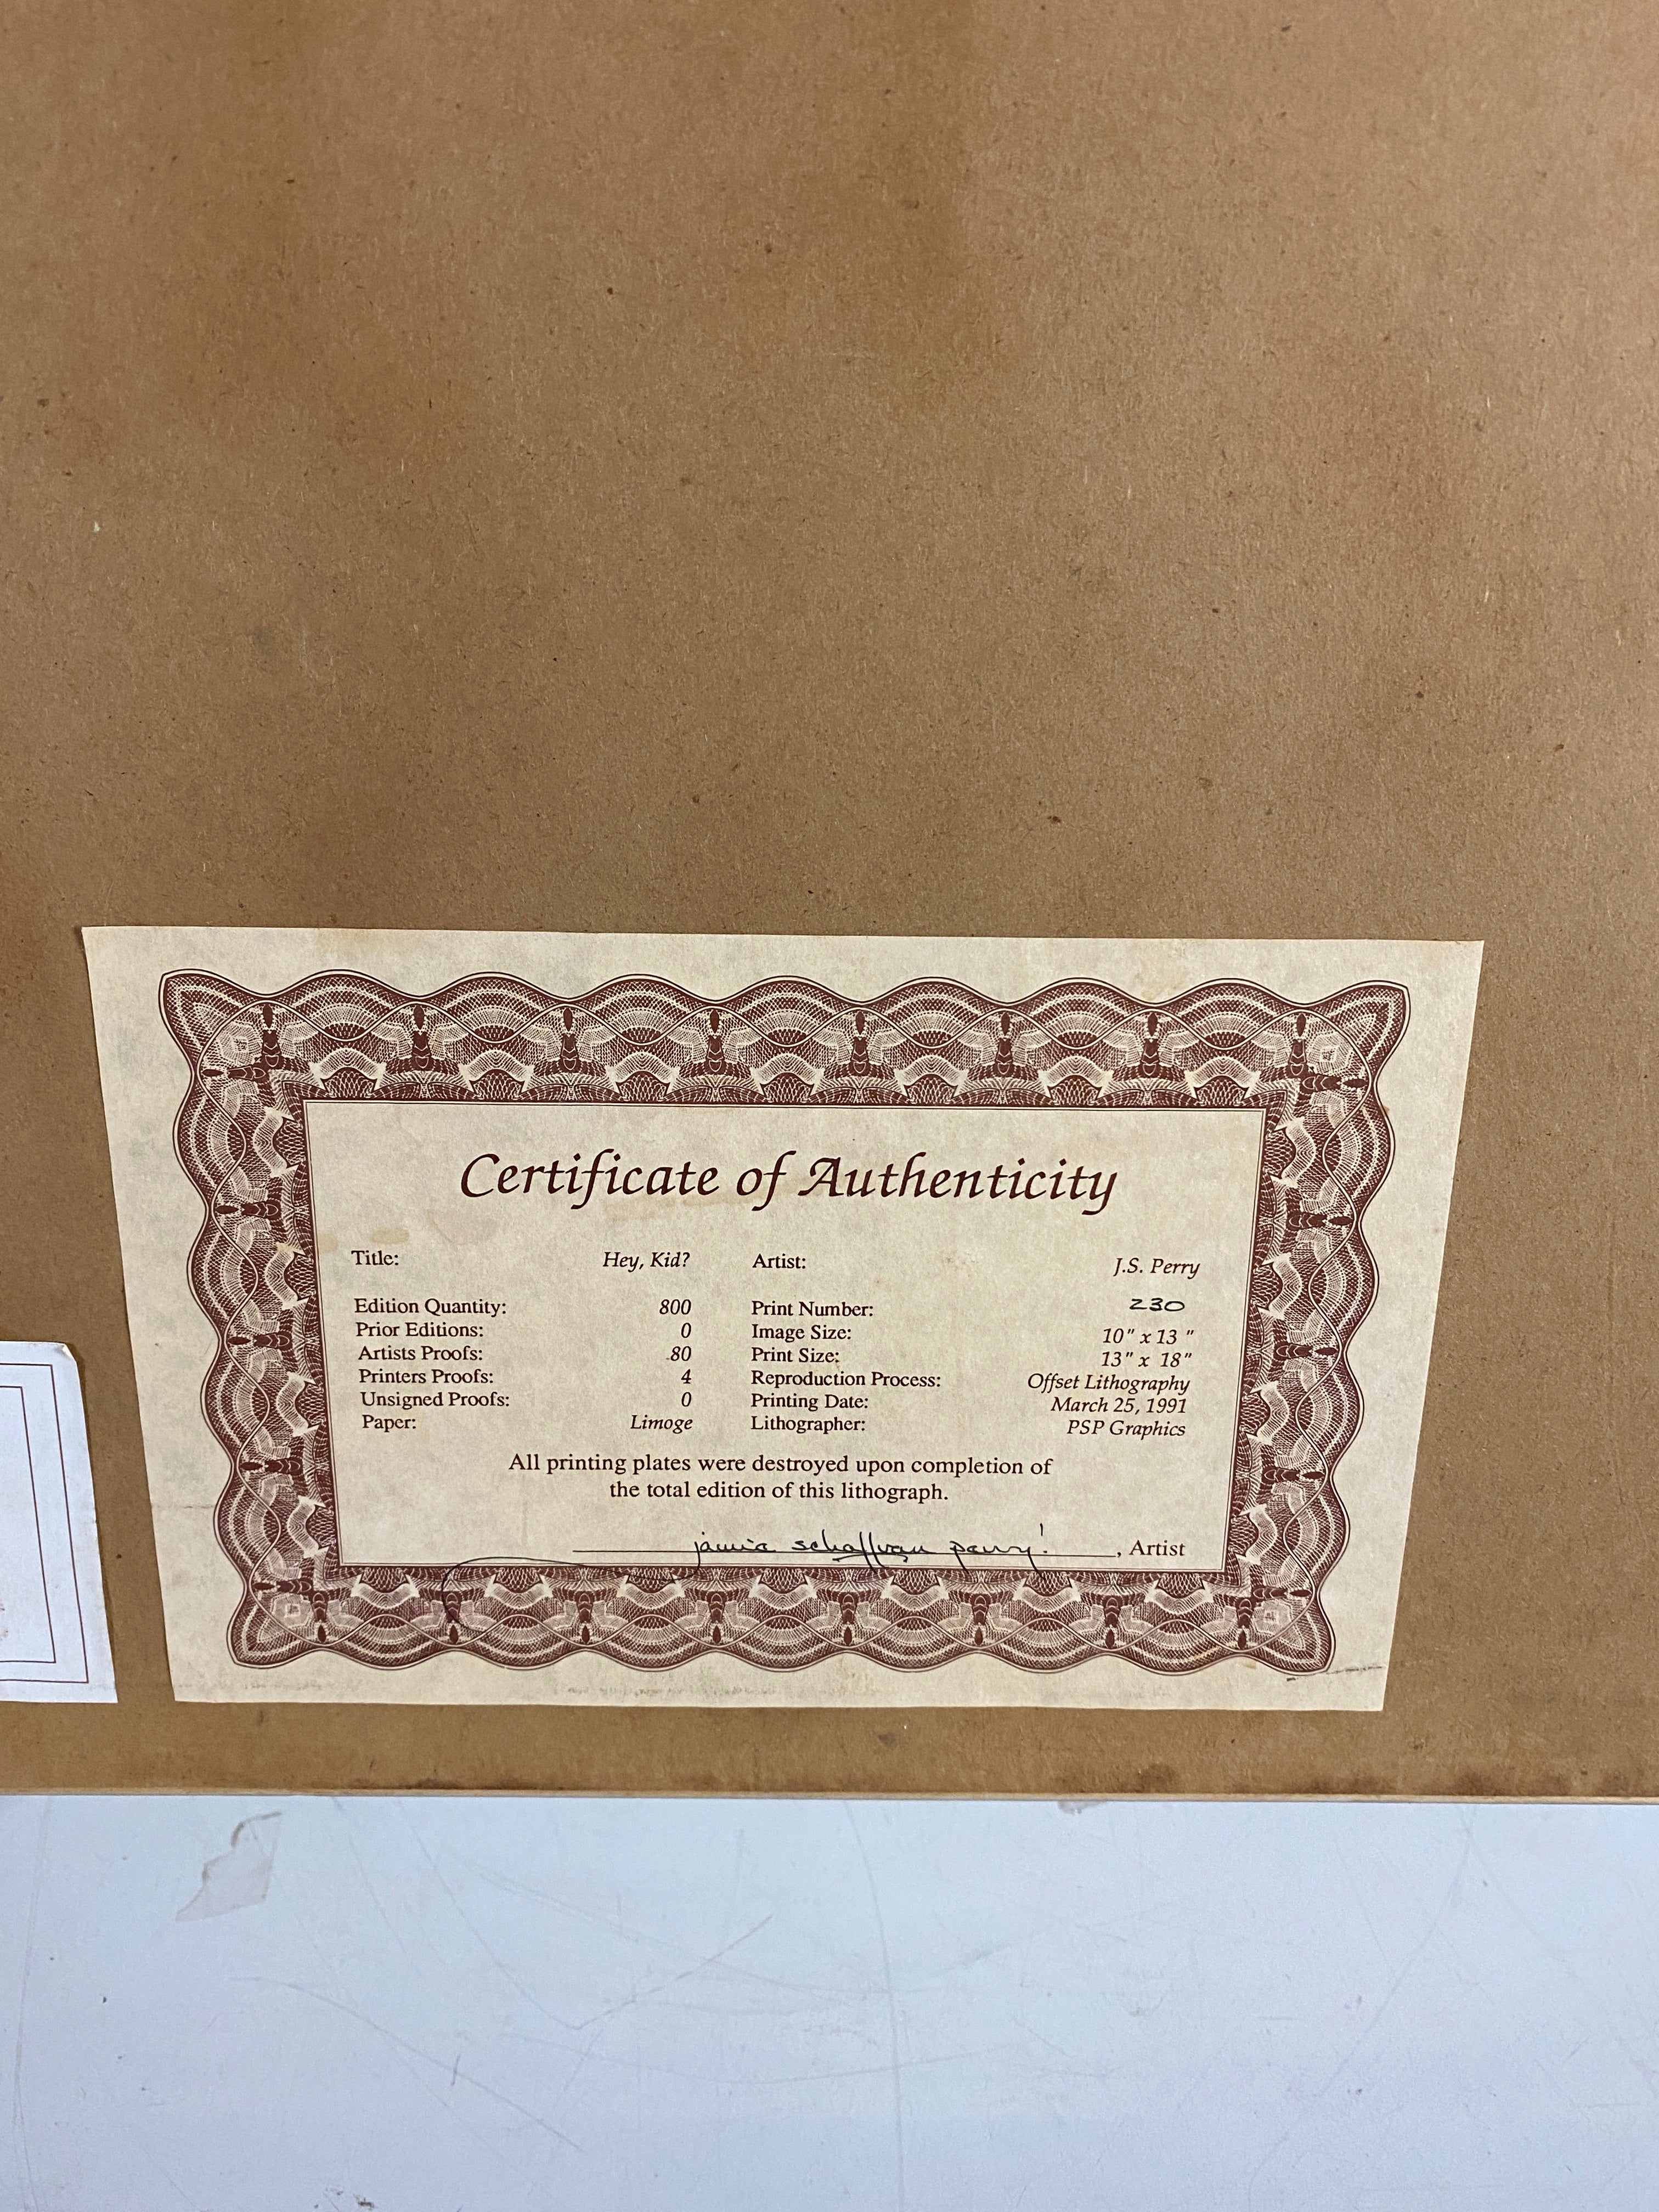 Certificate of Authenticity
Title: Hey, Kid? Artist: J.S. Perry
Edition Quantity: 800 Print Number: 230
Prior Editions: 0 Image Size: 10" x 13 "
Artists Proofs: 80 Print Size: 13" x 18"
Printers Proofs: 4 Reproduction Process: Offset Lithography
Unsigned Proofs: 0 Printing Date: March 25, 1991
Paper: Limoge Lithographer: PSP Graphics
All printing plates were destroyed upon completion of
the total edition of this lithograph.
perry! , Artist